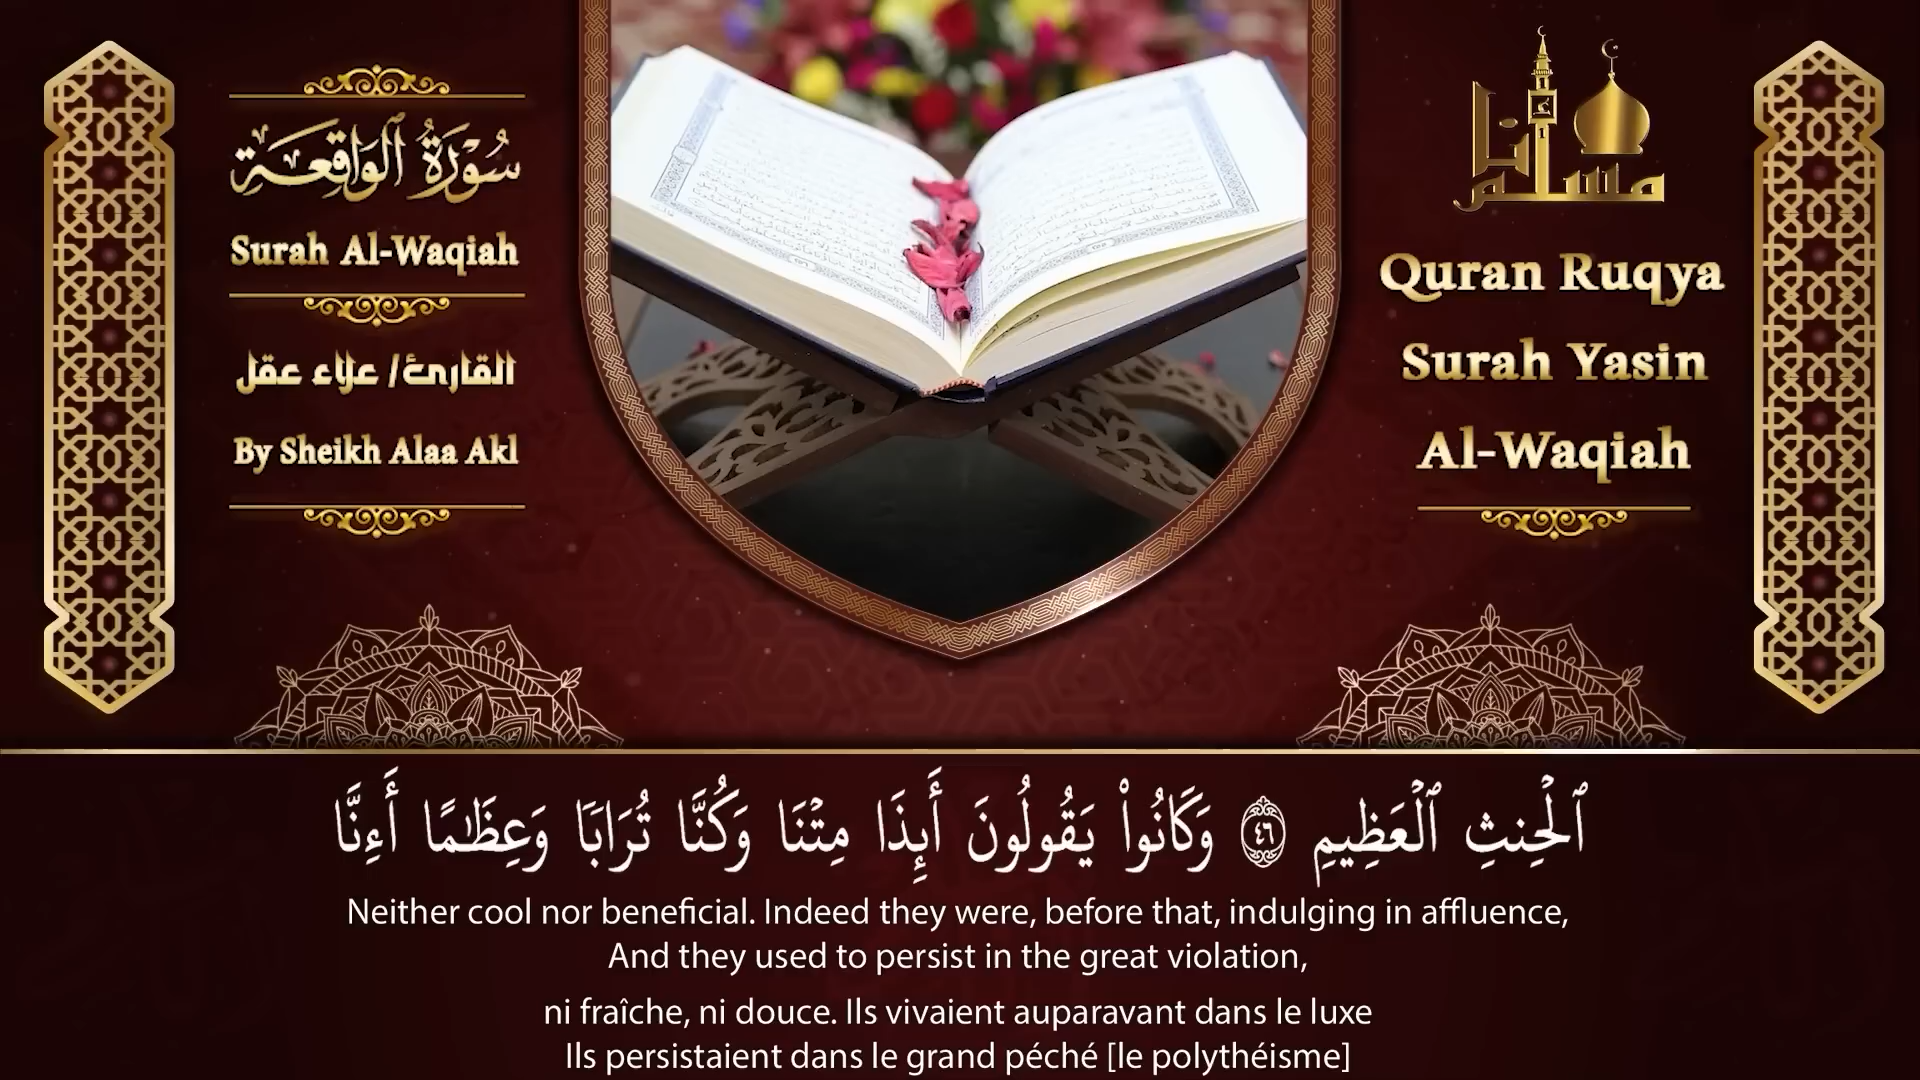 سُورَةُ ٱلْوَاقِعَة
Surah Al-Waqiah
القارئ/ علاء عقل
By Sheikh Alaa Akl
أنا
مسلم
Quran Ruqya
Surah Yasin
Al-Waqiah
ٱلْحِنثِ ٱلْعَظِيمِ ٤٦ وَكَانُوا۟ يَقُولُونَ أَئِذَا مِتْنَا وَكُنَّا تُرَابًا وَعِظَـٰمًا أَءِنَّا
Neither cool nor beneficial. Indeed they were, before that, indulging in affluence,
And they used to persist in the great violation,
ni fraîche, ni douce. Ils vivaient auparavant dans le luxe
Ils persistaient dans le grand péché [le polythéisme]